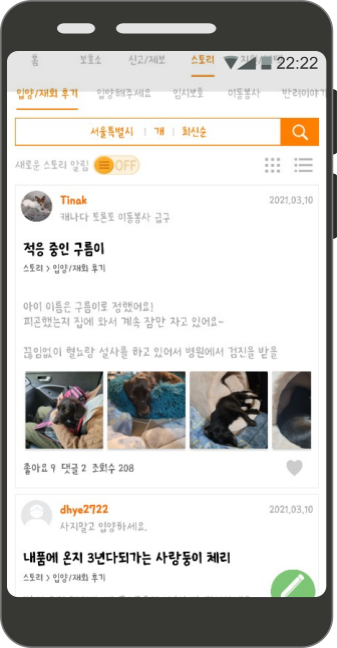 홈 보호소 신고/제보 스토리
22:22
입양/재회 후기 입양해주세요 임시보호 이동봉사 반려이야기
서울특별시 | 개 | 최신순
새로운 스토리 알림 OFF
Tinak 2021.03.10
캐나다 토론토 이동봉사 급구
적응 중인 구름이
스토리 > 입양/재회 후기
아이 이름은 구름이로 정했어요!
피곤했는지 집에 와서 계속 잠만 자고 있어요~
끊임없이 혈뇨랑 설사를 하고 있어서 병원에서 검진을 받을
좋아요 9 댓글 2 조회수 208
dhye2722 2021.03.10
사지말고 입양하세요.
내품에 온지 3년다되가는 사랑둥이 체리
스토리 > 입양/재회 후기